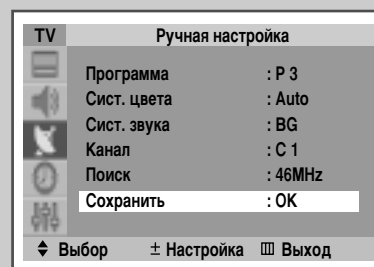 TV Ручная настройка
Программа : P 3
Сист. цвета : Auto
Сист. звука : BG
Канал : C 1
Поиск : 46MHz
Сохранить : OK
Выбор ± Настройка Выход